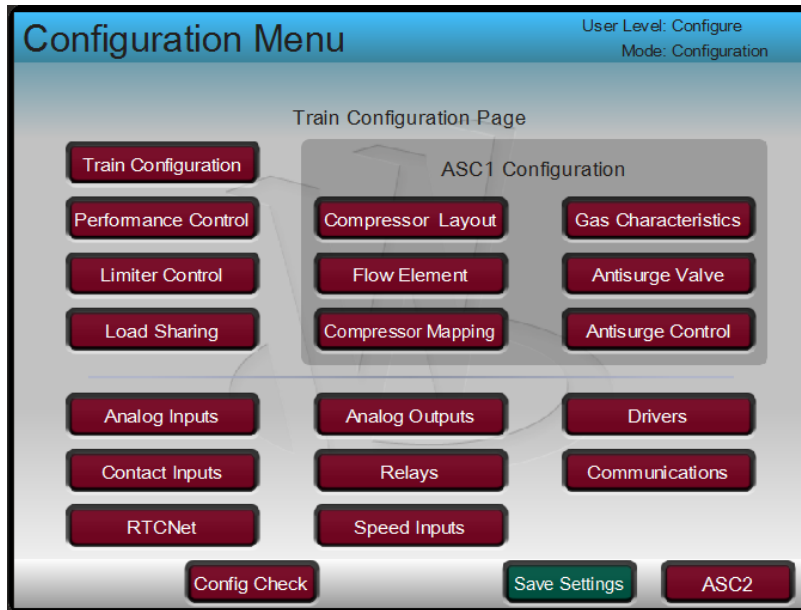 Configuration Menu
User Level: Configure
Mode: Configuration
Train Configuration Page
Train Configuration
ASC1 Configuration
Performance Control
Compressor Layout
Gas Characteristics
Limiter Control
Flow Element
Antisurge Valve
Load Sharing
Compressor Mapping
Antisurge Control
Analog Inputs
Analog Outputs
Drivers
Contact Inputs
Relays
Communications
RTCNet
Speed Inputs
Config Check
Save Settings
ASC2